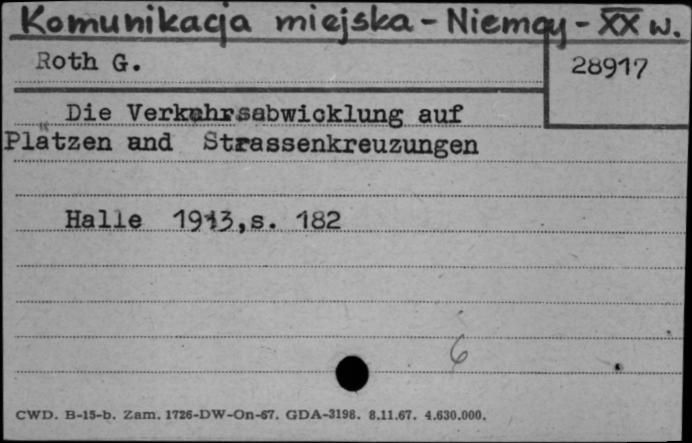 Komunikacja miejska - Niemcy - XX w.
Roth G.
28917
Die Verkehrsabwicklung auf
Plätzen and Strassenkreuzungen
Halle 1913,s. 182
6
CWD. B-15-b. Zam. 1726-DW-On-67. GDA-3198. 8.11.67. 4.630.000.